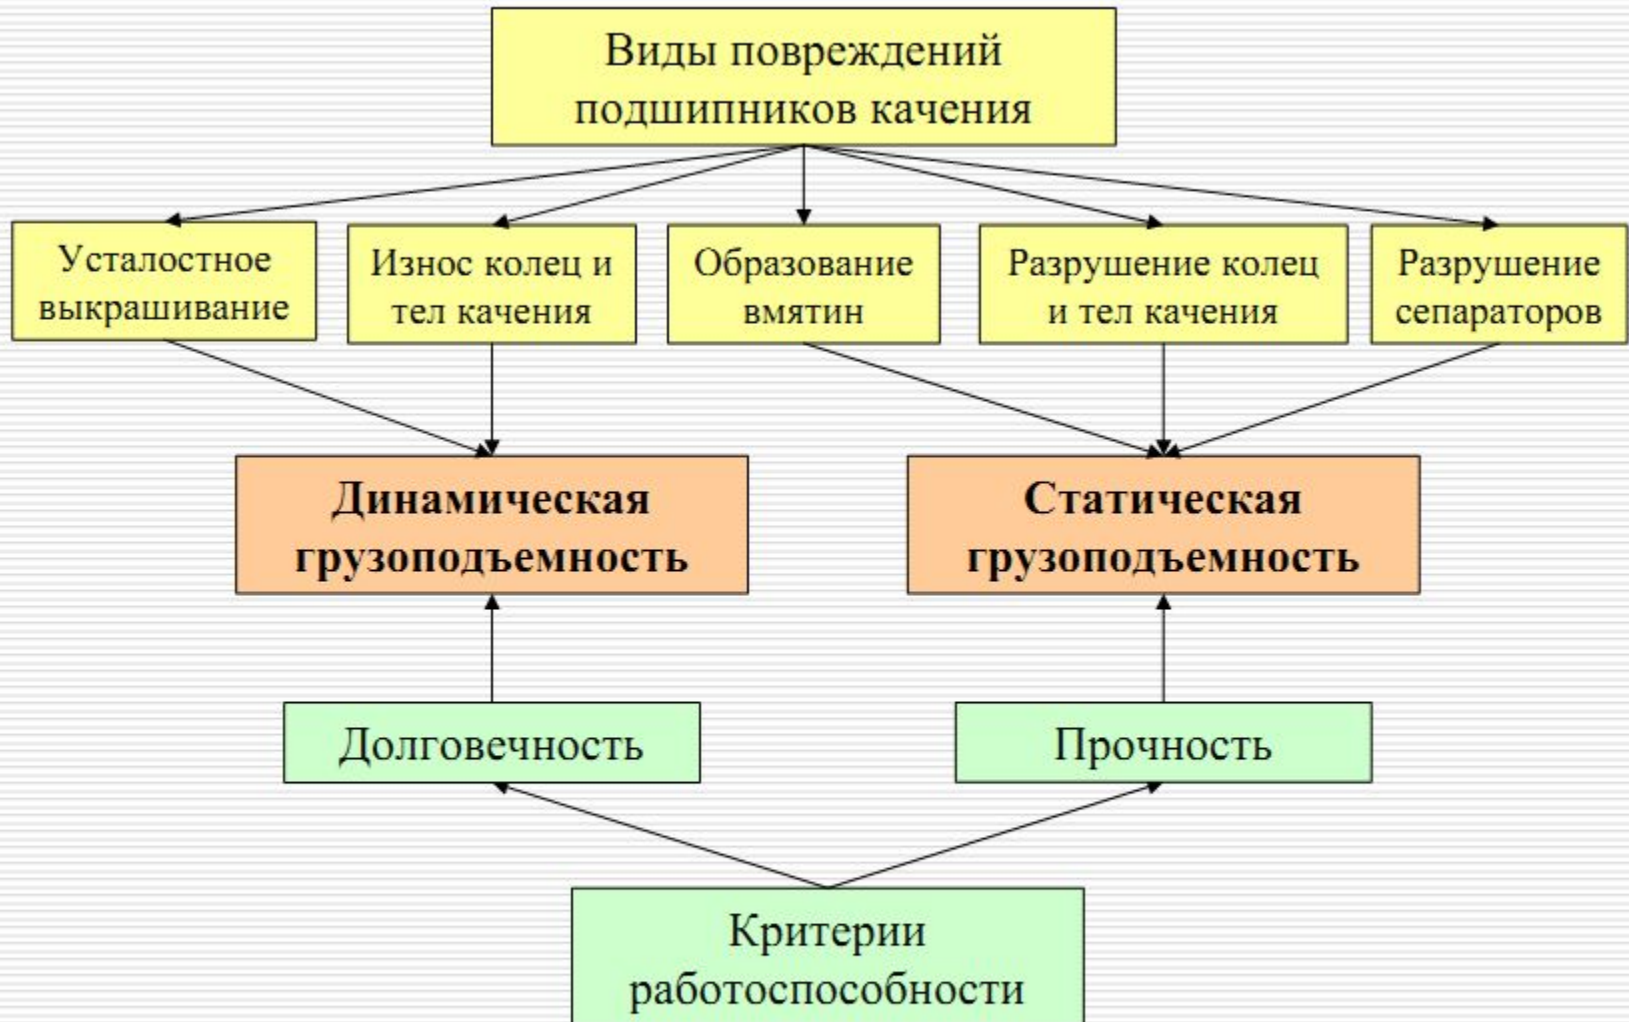 Виды повреждений
подшипников качения
Усталостное
выкрашивание
Износ колец и
тел качения
Образование
вмятин
Разрушение колец
и тел качения
Разрушение
сепараторов
Динамическая
грузоподъемность
Статическая
грузоподъемность
Долговечность
Прочность
Критерии
работоспособности